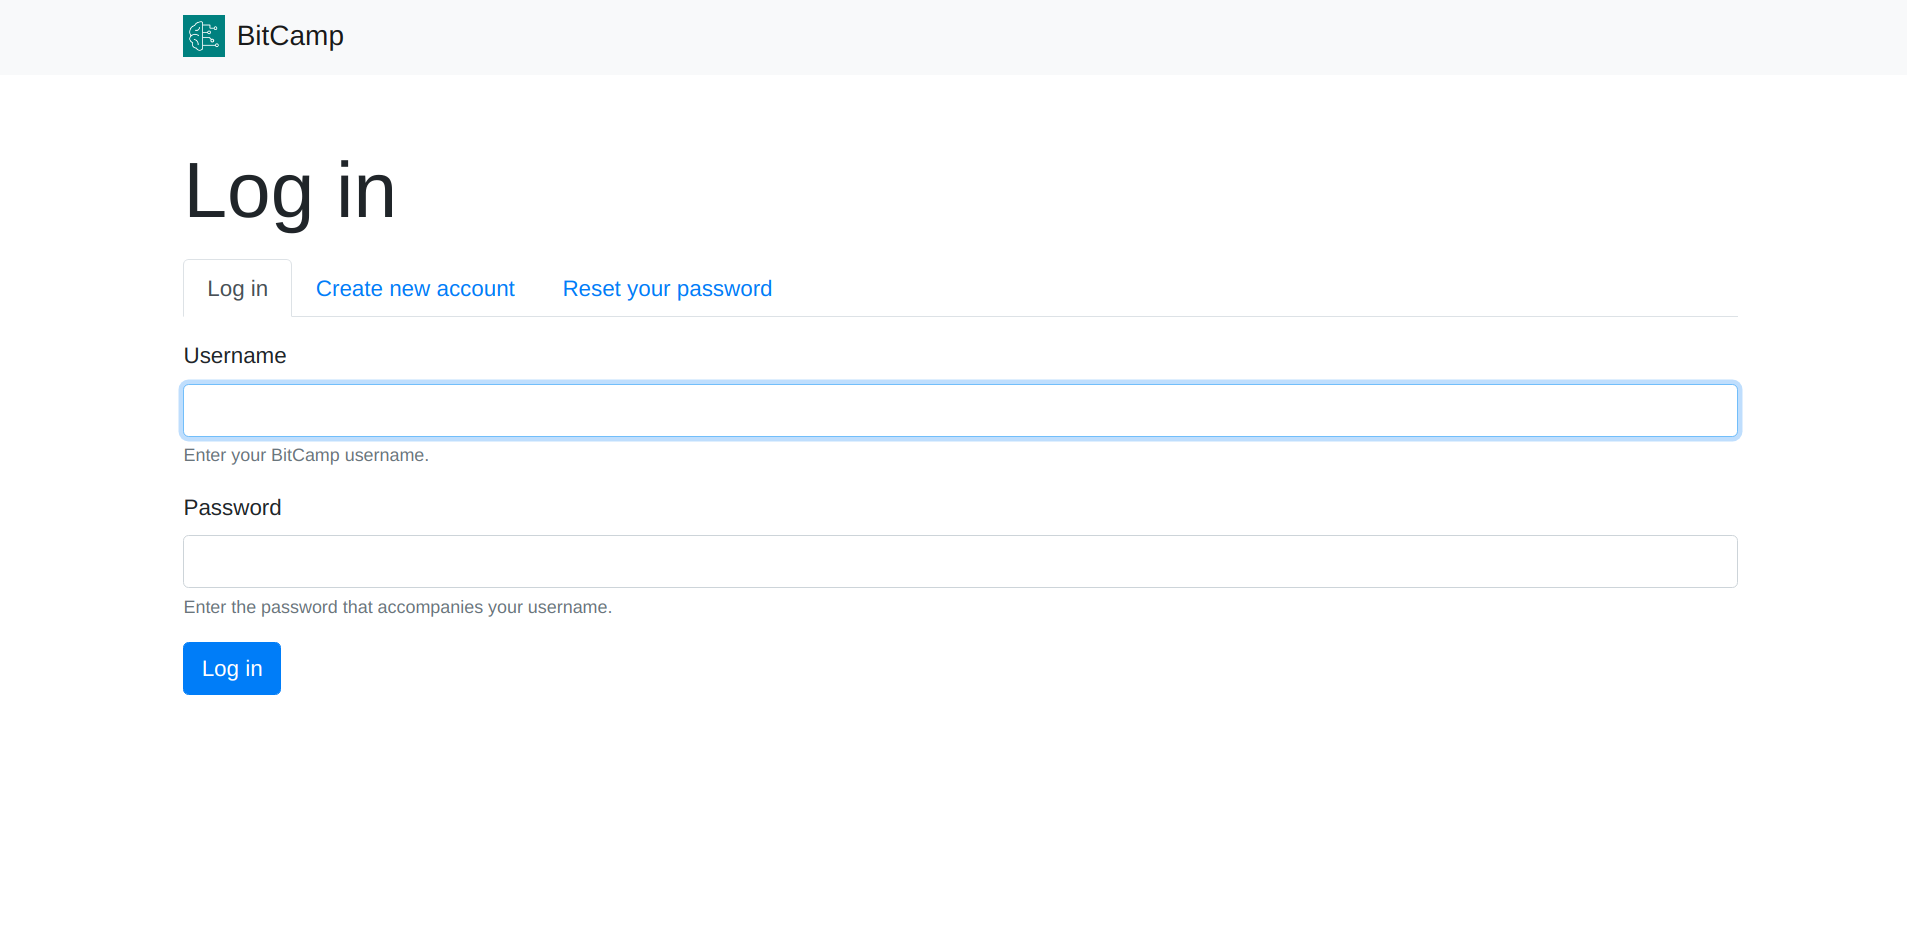 BitCamp
Log in
Log in Create new account Reset your password
Username
Enter your BitCamp username.
Password
Enter the password that accompanies your username.
Log in